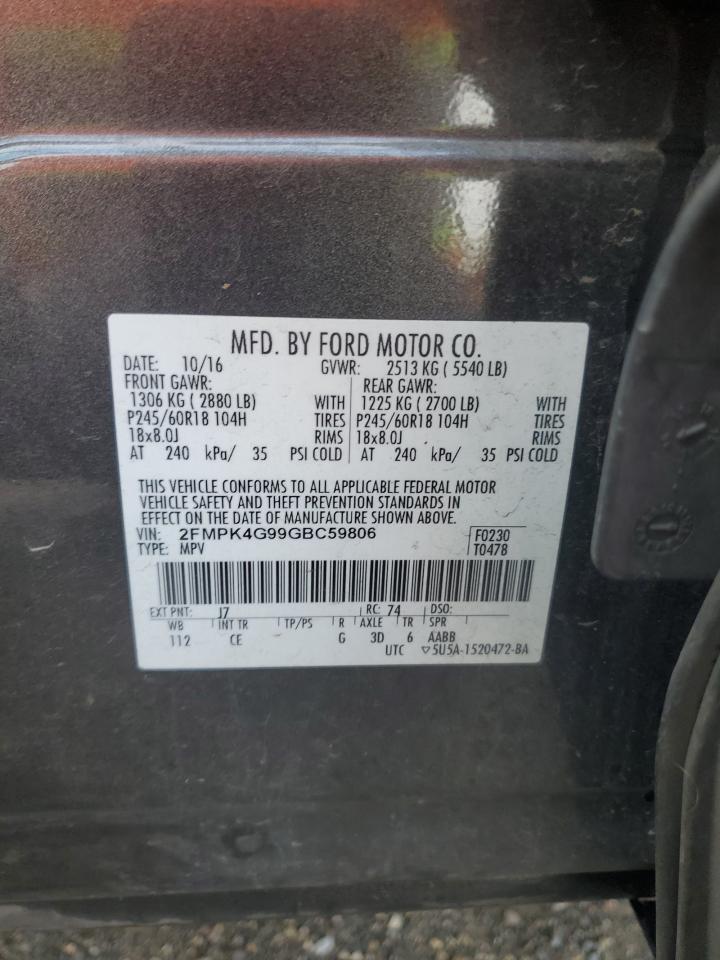 MFD. BY FORD MOTOR CO.
DATE: 10/16 GVWR: 2513 KG ( 5540 LB)
FRONT GAWR: REAR GAWR:
1306 KG ( 2880 LB) WITH 1225 KG ( 2700 LB) WITH
P245/60R18 104H TIRES P245/60R18 104H TIRES
18x8.0J RIMS 18x8.0J RIMS
AT 240 kPa/ 35 PSI COLD AT 240 kPa/ 35 PSI COLD
THIS VEHICLE CONFORMS TO ALL APPLICABLE FEDERAL MOTOR
VEHICLE SAFETY AND THEFT PREVENTION STANDARDS IN
EFFECT ON THE DATE OF MANUFACTURE SHOWN ABOVE.
VIN: 2FMPK4G99GBC59806 F0230
TYPE: MPV T0478
EXT PNT: J7 RC: 74 DSO:
WB INT TR TP/PS R AXLE TR SPR
112 CE G 3D 6 AABB
UTC ▽5U5A-1520472-BA